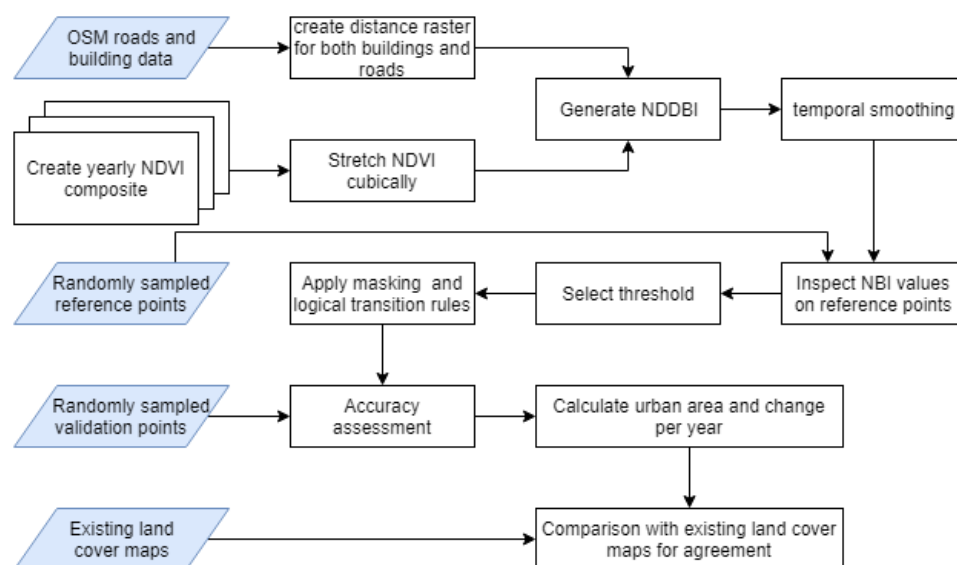 OSM roads and
building data
create distance raster
for both buildings and
roads
Generate NDDBI
temporal smoothing
Create yearly NDVI
composite
Stretch NDVI
cubically
Randomly sampled
reference points
Apply masking and
logical transition rules
Select threshold
Inspect NBI values
on reference points
Randomly sampled
validation points
Accuracy
assessment
Calculate urban area and change
per year
Existing land
cover maps
Comparison with existing land cover
maps for agreement